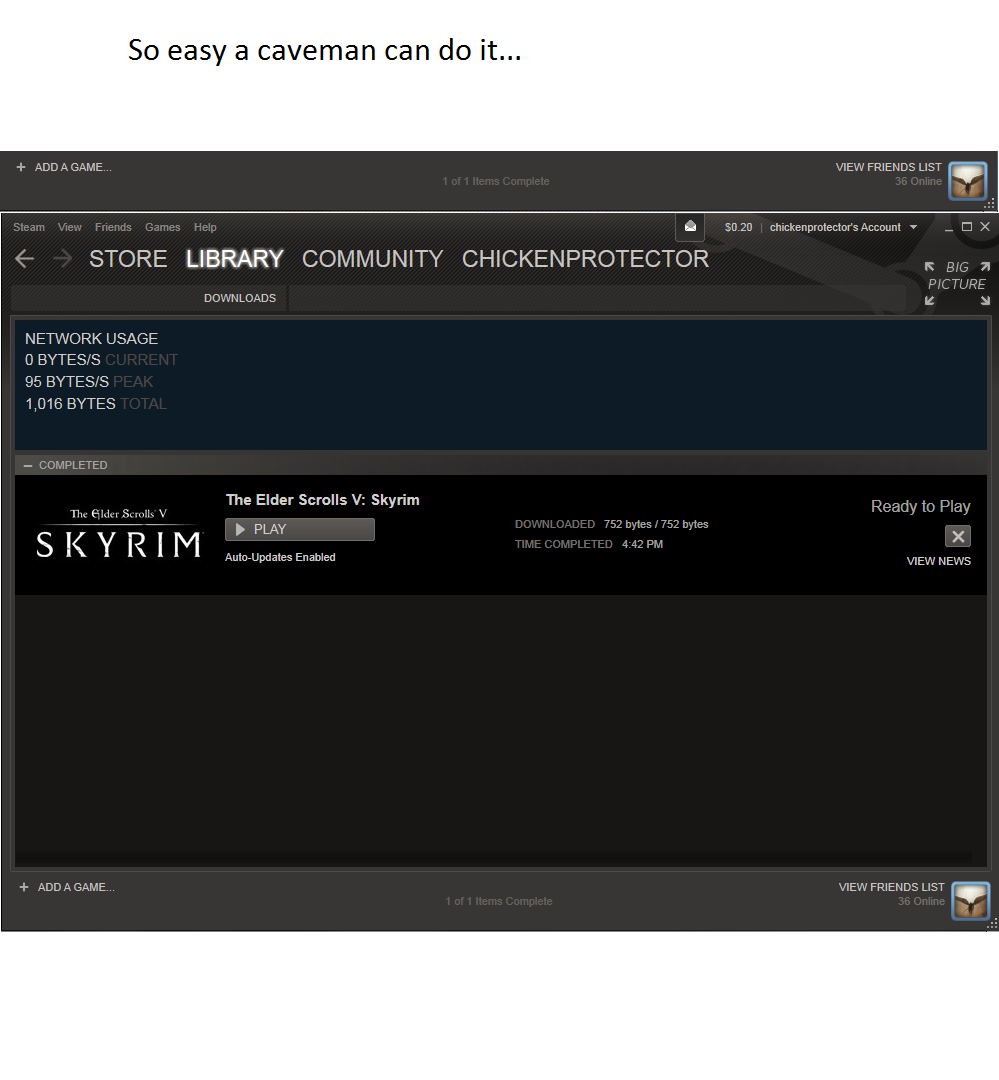 So easy a caveman can do it...
+ ADD A GAME...
VIEW FRIENDS LIST
1 of 1 Items Complete
36 Online
Steam View Friends Games Help
$0.20 | chickenprotector's Account
STORE LIBRARY COMMUNITY CHICKENPROTECTOR
BIG
PICTURE
DOWNLOADS
NETWORK USAGE
0 BYTES/S CURRENT
95 BYTES/S PEAK
1,016 BYTES TOTAL
– COMPLETED
The Elder Scrolls V
SKYRIM
The Elder Scrolls V: Skyrim
PLAY
Auto-Updates Enabled
DOWNLOADED 752 bytes / 752 bytes
TIME COMPLETED 4:42 PM
Ready to Play
VIEW NEWS
+ ADD A GAME...
VIEW FRIENDS LIST
1 of 1 Items Complete
36 Online